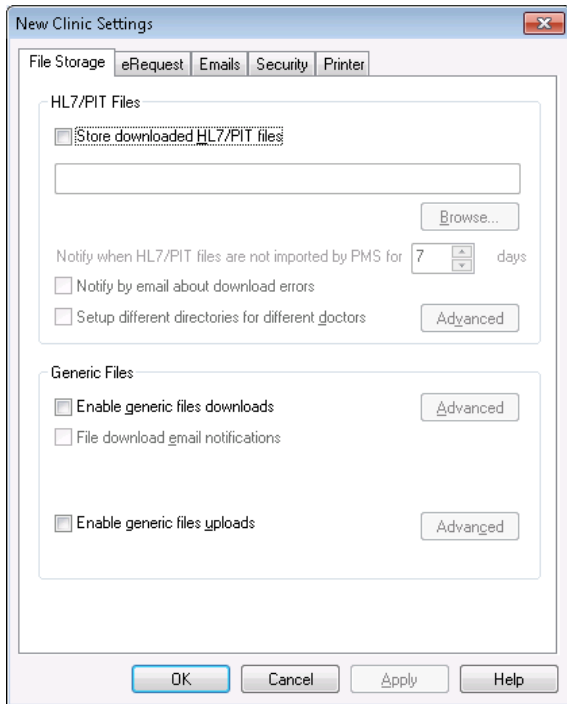 New Clinic Settings
File Storage eRequest Emails Security Printer
HL7/PIT Files
Store downloaded HL7/PIT files
Browse...
Notify when HL7/PIT files are not imported by PMS for 7 days
Notify by email about download errors
Setup different directories for different doctors Advanced
Generic Files
Enable generic files downloads Advanced
File download email notifications
Enable generic files uploads Advanced
OK Cancel Apply Help